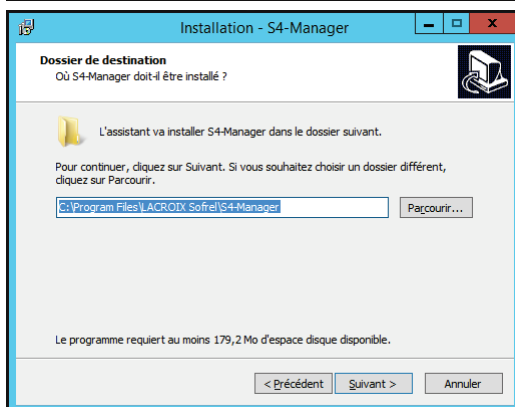 Installation - S4-Manager
Dossier de destination
Où S4-Manager doit-il être installé ?
L'assistant va installer S4-Manager dans le dossier suivant.
Pour continuer, cliquez sur Suivant. Si vous souhaitez choisir un dossier différent,
cliquez sur Parcourir.
C:\Program Files\LACROIX Sofrel\S4-Manager
Parcourir...
Le programme requiert au moins 179,2 Mo d'espace disque disponible.
< Précédent
Suivant >
Annuler